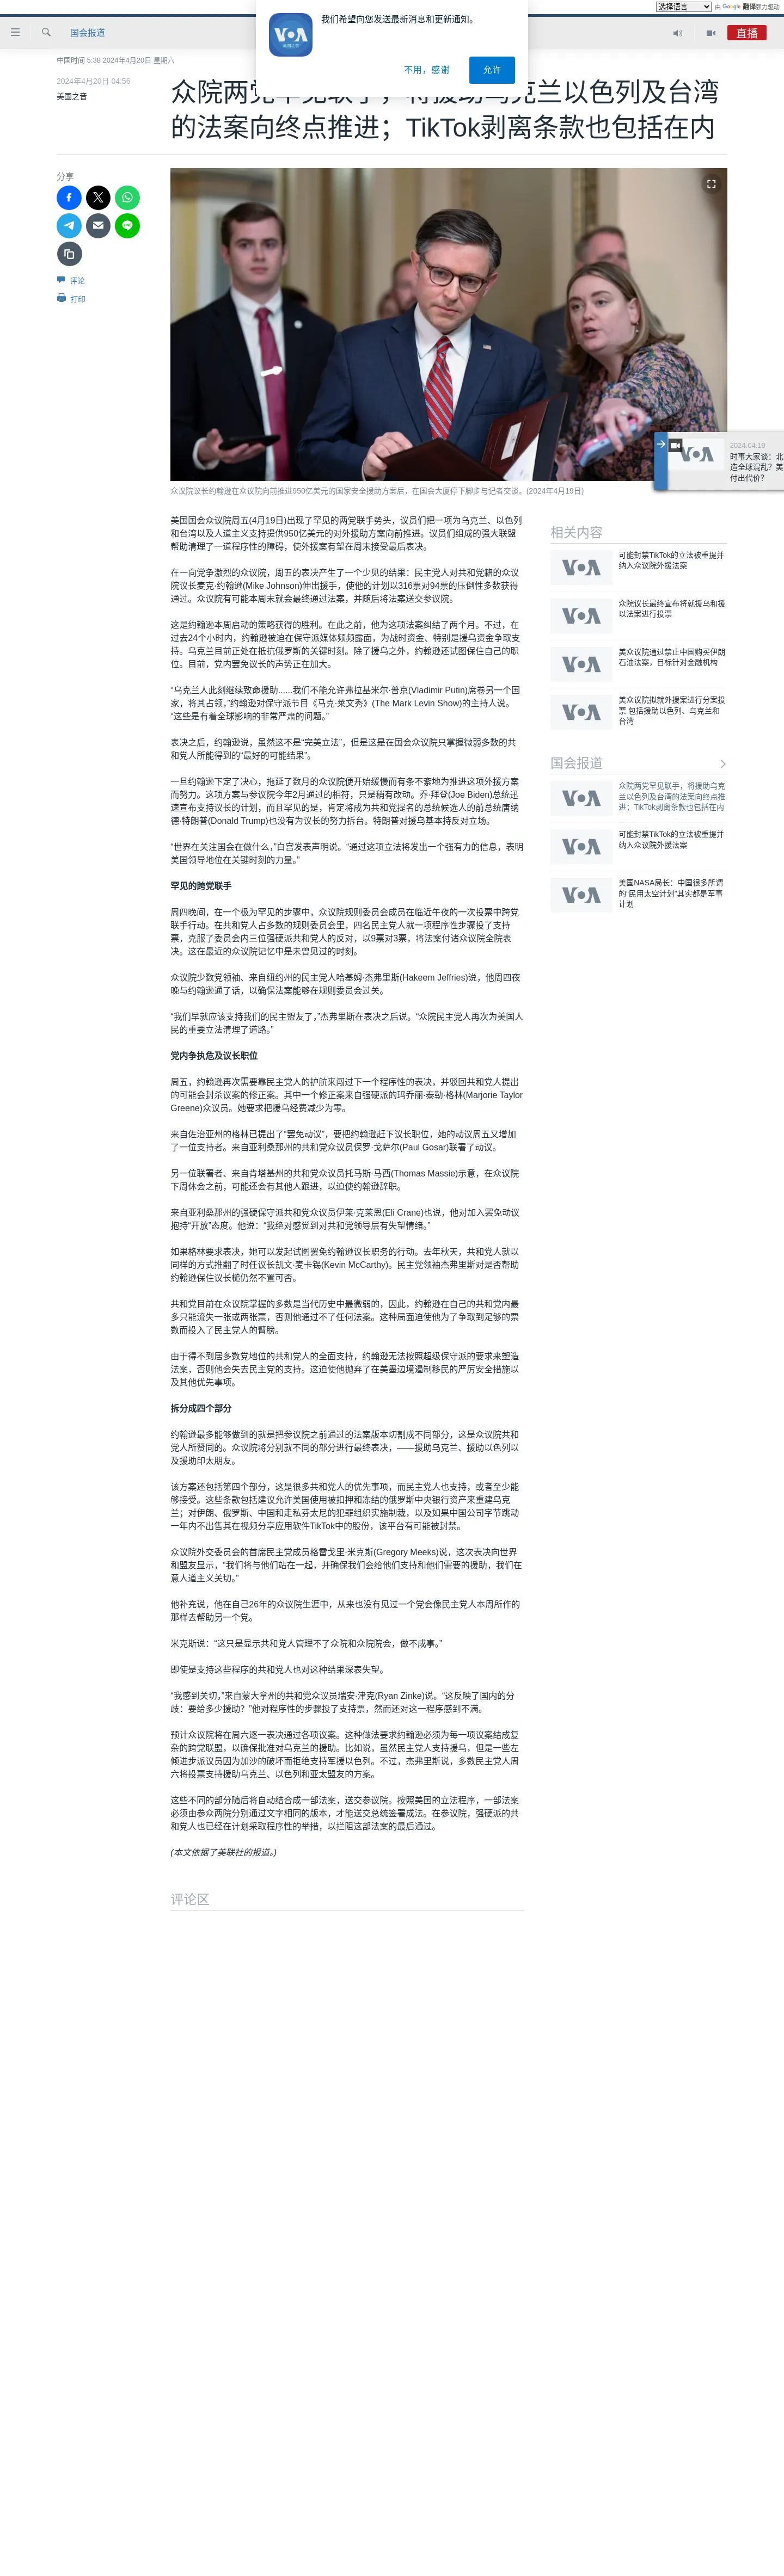 选择语言
由 Google 翻译强力驱动
我们希望向您发送最新消息和更新通知。
不用，感谢
允许
国会报道
直播
中国时间 5:38 2024年4月20日 星期六
2024年4月20日 04:56
美国之音
众院两党罕见联手，将援助乌克兰以色列及台湾
的法案向终点推进；TikTok剥离条款也包括在内
分享
评论
打印
2024.04.19
时事大家谈：北
造全球混乱？美
付出代价？
众议院议长约翰逊在众议院向前推进950亿美元的国家安全援助方案后，在国会大厦停下脚步与记者交谈。(2024年4月19日)
美国国会众议院周五(4月19日)出现了罕见的两党联手势头，议员们把一项为乌克兰、以色列
和台湾以及人道主义支持提供950亿美元的对外援助方案向前推进。议员们组成的强大联盟
帮助清理了一道程序性的障碍，使外援案有望在周末接受最后表决。
在一向党争激烈的众议院，周五的表决产生了一个少见的结果：民主党人对共和党籍的众议
院议长麦克·约翰逊(Mike Johnson)伸出援手，使他的计划以316票对94票的压倒性多数获得
通过。众议院有可能本周末就会最终通过法案，并随后将法案送交参议院。
这是约翰逊本周启动的策略获得的胜利。在此之前，他为这项法案纠结了两个月。不过，在
过去24个小时内，约翰逊被迫在保守派媒体频频露面，为战时资金、特别是援乌资金争取支
持。乌克兰目前正处在抵抗俄罗斯的关键时刻。除了援乌之外，约翰逊还试图保住自己的职
位。目前，党内罢免议长的声势正在加大。
“乌克兰人此刻继续致命援助......我们不能允许弗拉基米尔·普京(Vladimir Putin)席卷另一个国
家，将其占领，”约翰逊对保守派节目《马克·莱文秀》(The Mark Levin Show)的主持人说。
“这些是有着全球影响的非常严肃的问题。”
表决之后，约翰逊说，虽然这不是“完美立法”，但是这是在国会众议院只掌握微弱多数的共
和党人所能得到的“最好的可能结果”。
一旦约翰逊下定了决心，拖延了数月的众议院便开始缓慢而有条不紊地为推进这项外援方案
而努力。这项方案与参议院今年2月通过的相符，只是稍有改动。乔·拜登(Joe Biden)总统迅
速宣布支持议长的计划，而且罕见的是，肯定将成为共和党提名的总统候选人的前总统唐纳
德·特朗普(Donald Trump)也没有为议长的努力拆台。特朗普对援乌基本持反对立场。
“世界在关注国会在做什么，”白宫发表声明说。“通过这项立法将发出一个强有力的信息，表明
美国领导地位在关键时刻的力量。”
罕见的跨党联手
周四晚间，在一个极为罕见的步骤中，众议院规则委员会成员在临近午夜的一次投票中跨党
联手行动。在共和党人占多数的规则委员会里，四名民主党人就一项程序性步骤投了支持
票，克服了委员会内三位强硬派共和党人的反对，以9票对3票，将法案付诸众议院全院表
决。这在最近的众议院记忆中是未曾见过的时刻。
众议院少数党领袖、来自纽约州的民主党人哈基姆·杰弗里斯(Hakeem Jeffries)说，他周四夜
晚与约翰逊通了话，以确保法案能够在规则委员会过关。
“我们早就应该支持我们的民主盟友了，”杰弗里斯在表决之后说。“众院民主党人再次为美国人
民的重要立法清理了道路。”
党内争执危及议长职位
周五，约翰逊再次需要靠民主党人的护航来闯过下一个程序性的表决，并驳回共和党人提出
的可能会封杀议案的修正案。其中一个修正案来自强硬派的玛乔丽·泰勒·格林(Marjorie Taylor
Greene)众议员。她要求把援乌经费减少为零。
来自佐治亚州的格林已提出了“罢免动议”，要把约翰逊赶下议长职位，她的动议周五又增加
了一位支持者。来自亚利桑那州的共和党众议员保罗·戈萨尔(Paul Gosar)联署了动议。
另一位联署者、来自肯塔基州的共和党众议员托马斯·马西(Thomas Massie)示意，在众议院
下周休会之前，可能还会有其他人跟进，以迫使约翰逊辞职。
来自亚利桑那州的强硬保守派共和党众议员伊莱·克莱恩(Eli Crane)也说，他对加入罢免动议
抱持“开放”态度。他说：“我绝对感觉到对共和党领导层有失望情绪。”
如果格林要求表决，她可以发起试图罢免约翰逊议长职务的行动。去年秋天，共和党人就以
同样的方式推翻了时任议长凯文·麦卡锡(Kevin McCarthy)。民主党领袖杰弗里斯对是否帮助
约翰逊保住议长槌仍然不置可否。
共和党目前在众议院掌握的多数是当代历史中最微弱的，因此，约翰逊在自己的共和党内最
多只能流失一张或两张票，否则他通过不了任何法案。这种局面迫使他为了争取到足够的票
数而投入了民主党人的臂膀。
由于得不到居多数党地位的共和党人的全面支持，约翰逊无法按照超级保守派的要求来塑造
法案，否则他会失去民主党的支持。这迫使他抛弃了在美墨边境遏制移民的严厉安全措施以
及其他优先事项。
拆分成四个部分
约翰逊最多能够做到的就是把参议院之前通过的法案版本切割成不同部分，这是众议院共和
党人所赞同的。众议院将分别就不同的部分进行最终表决，——援助乌克兰、援助以色列以
及援助印太朋友。
该方案还包括第四个部分，这是很多共和党人的优先事项，而民主党人也支持，或者至少能
够接受。这些条款包括建议允许美国使用被扣押和冻结的俄罗斯中央银行资产来重建乌克
兰；对伊朗、俄罗斯、中国和走私芬太尼的犯罪组织实施制裁，以及如果中国公司字节跳动
一年内不出售其在视频分享应用软件TikTok中的股份，该平台有可能被封禁。
众议院外交委员会的首席民主党成员格雷戈里·米克斯(Gregory Meeks)说，这次表决向世界
和盟友显示，“我们将与他们站在一起，并确保我们会给他们支持和他们需要的援助，我们在
意人道主义关切。”
他补充说，他在自己26年的众议院生涯中，从来也没有见过一个党会像民主党人本周所作的
那样去帮助另一个党。
米克斯说：“这只是显示共和党人管理不了众院和众院院会，做不成事。”
即使是支持这些程序的共和党人也对这种结果深表失望。
“我感到关切，”来自蒙大拿州的共和党众议员瑞安·津克(Ryan Zinke)说。“这反映了国内的分
歧：要给多少援助？”他对程序性的步骤投了支持票，然而还对这一程序感到不满。
预计众议院将在周六逐一表决通过各项议案。这种做法要求约翰逊必须为每一项议案结成复
杂的跨党联盟，以确保批准对乌克兰的援助。比如说，虽然民主党人支持援乌，但是一些左
倾进步派议员因为加沙的破坏而拒绝支持军援以色列。不过，杰弗里斯说，多数民主党人周
六将投票支持援助乌克兰、以色列和亚太盟友的方案。
这些不同的部分随后将自动结合成一部法案，送交参议院。按照美国的立法程序，一部法案
必须由参众两院分别通过文字相同的版本，才能送交总统签署成法。在参议院，强硬派的共
和党人也已经在计划采取程序性的举措，以拦阻这部法案的最后通过。
(本文依据了美联社的报道。)
相关内容
可能封禁TikTok的立法被重提并
纳入众议院外援法案
众议院议长最终宣布将就援乌和援
以法案进行投票
美众议院通过禁止中国购买伊朗
石油法案，目标针对金融机构
美众议院拟就外援案进行分案投
票 包括援助以色列、乌克兰和
台湾
国会报道
众院两党罕见联手，将援助乌克
兰以色列及台湾的法案向终点推
进；TikTok剥离条款也包括在内
可能封禁TikTok的立法被重提并
纳入众议院外援法案
美国NASA局长：中国很多所谓
的“民用太空计划”其实都是军事
计划
评论区